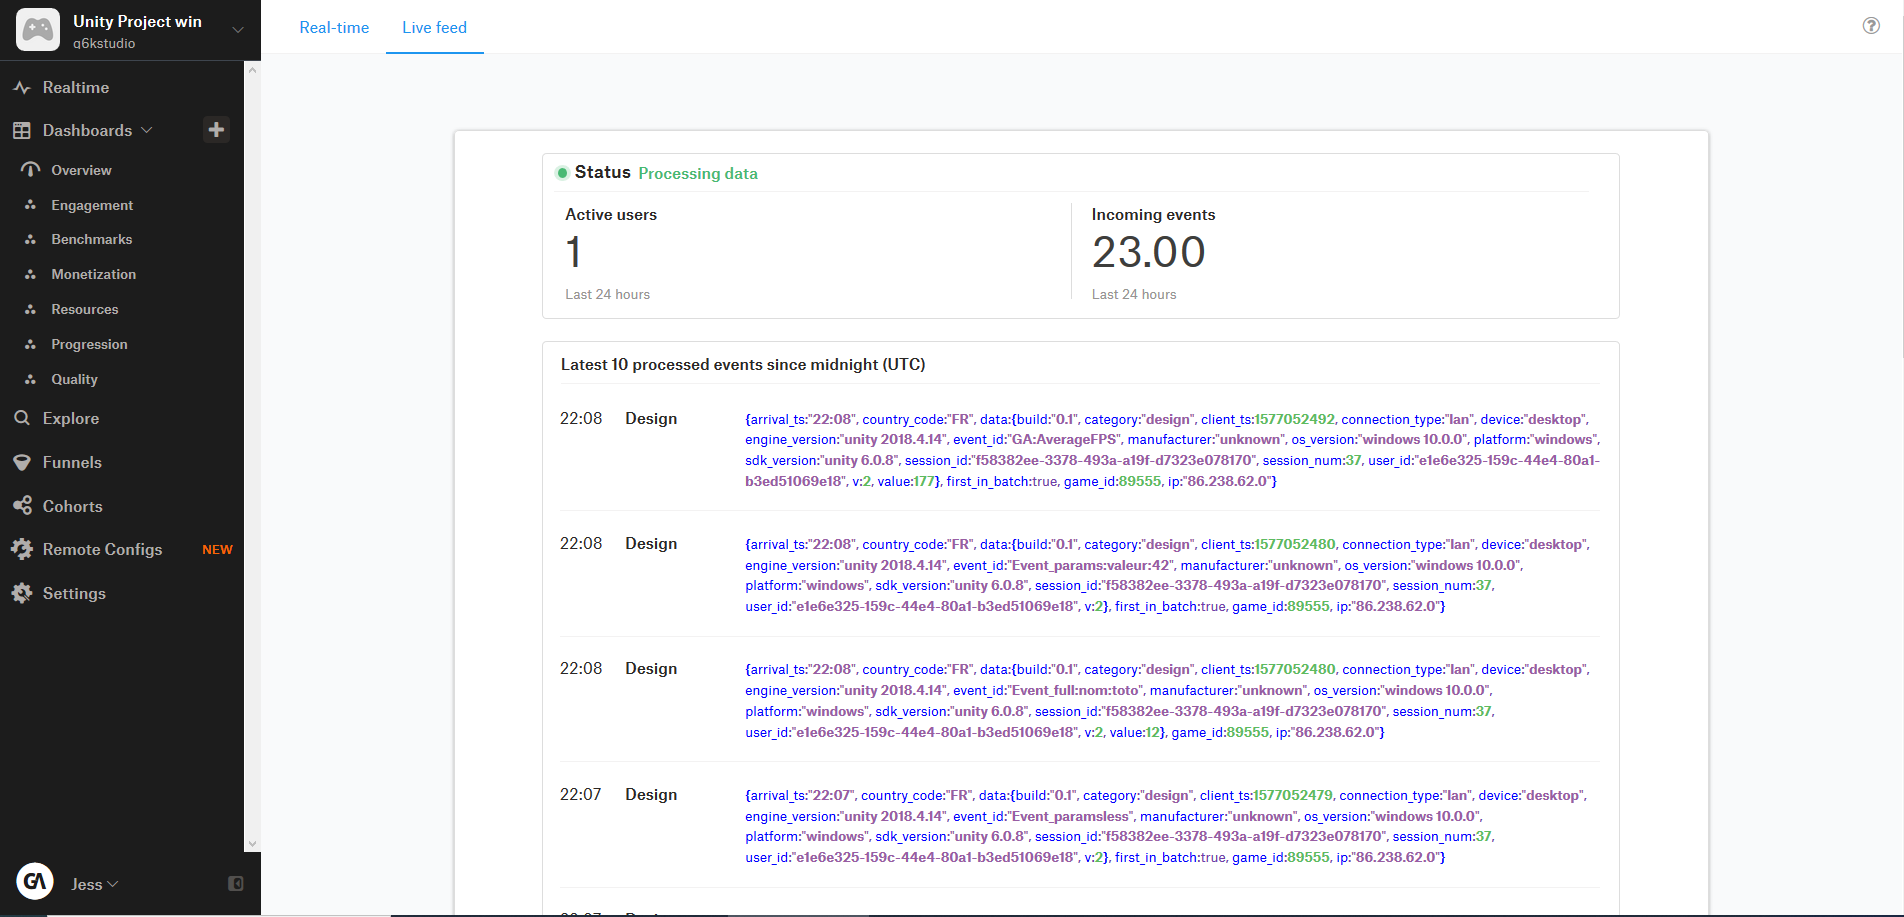 Unity Project win
g6kstudio
Realtime
Dashboards
Overview
Engagement
Benchmarks
Monetization
Resources
Progression
Quality
Explore
Funnels
Cohorts
Remote Configs NEW
Settings
GA Jess
Real-time Live feed
Status Processing data
Active users
1
Last 24 hours
Incoming events
23.00
Last 24 hours
Latest 10 processed events since midnight (UTC)
22:08 Design {arrival_ts:"22:08", country_code:"FR", data:{build:"0.1", category:"design", client_ts:1577052492, connection_type:"lan", device:"desktop",
engine_version:"unity 2018.4.14", event_id:"GA:AverageFPS", manufacturer:"unknown", os_version:"windows 10.0.0", platform:"windows",
sdk_version:"unity 6.0.8", session_id:"f58382ee-3378-493a-a19f-d7323e078170", session_num:37, user_id:"e1e6e325-159c-44e4-80a1-
b3ed51069e18", v:2, value:177}, first_in_batch:true, game_id:89555, ip:"86.238.62.0"}
22:08 Design {arrival_ts:"22:08", country_code:"FR", data:{build:"0.1", category:"design", client_ts:1577052480, connection_type:"lan", device:"desktop",
engine_version:"unity 2018.4.14", event_id:"Event_params:valeur:42", manufacturer:"unknown", os_version:"windows 10.0.0",
platform:"windows", sdk_version:"unity 6.0.8", session_id:"f58382ee-3378-493a-a19f-d7323e078170", session_num:37,
user_id:"e1e6e325-159c-44e4-80a1-b3ed51069e18", v:2}, first_in_batch:true, game_id:89555, ip:"86.238.62.0"}
22:08 Design {arrival_ts:"22:08", country_code:"FR", data:{build:"0.1", category:"design", client_ts:1577052480, connection_type:"lan", device:"desktop",
engine_version:"unity 2018.4.14", event_id:"Event_full:nom:toto", manufacturer:"unknown", os_version:"windows 10.0.0",
platform:"windows", sdk_version:"unity 6.0.8", session_id:"f58382ee-3378-493a-a19f-d7323e078170", session_num:37,
user_id:"e1e6e325-159c-44e4-80a1-b3ed51069e18", v:2, value:12}, game_id:89555, ip:"86.238.62.0"}
22:07 Design {arrival_ts:"22:07", country_code:"FR", data:{build:"0.1", category:"design", client_ts:1577052479, connection_type:"lan", device:"desktop",
engine_version:"unity 2018.4.14", event_id:"Event_paramsless", manufacturer:"unknown", os_version:"windows 10.0.0",
platform:"windows", sdk_version:"unity 6.0.8", session_id:"f58382ee-3378-493a-a19f-d7323e078170", session_num:37,
user_id:"e1e6e325-159c-44e4-80a1-b3ed51069e18", v:2}, first_in_batch:true, game_id:89555, ip:"86.238.62.0"}